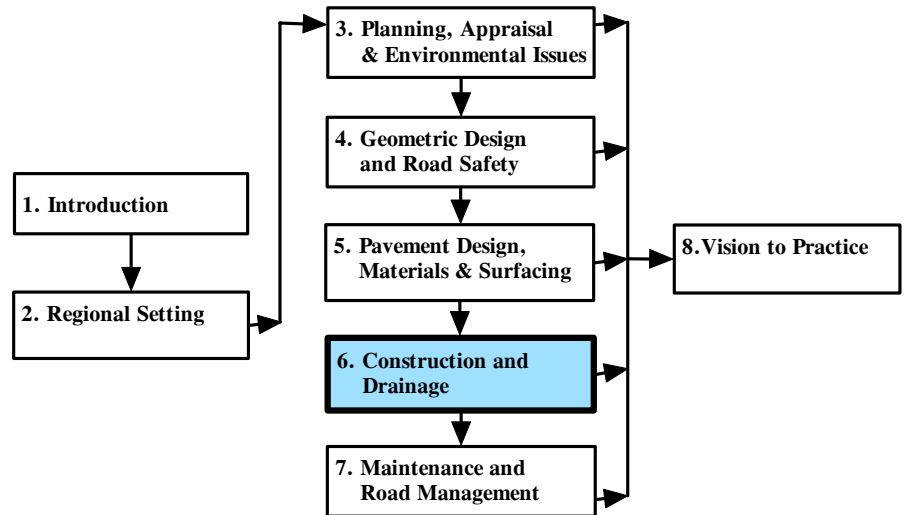 1. Introduction
2. Regional Setting
3. Planning, Appraisal
& Environmental Issues
4. Geometric Design
and Road Safety
5. Pavement Design,
Materials & Surfacing
6. Construction and
Drainage
7. Maintenance and
Road Management
8.Vision to Practice